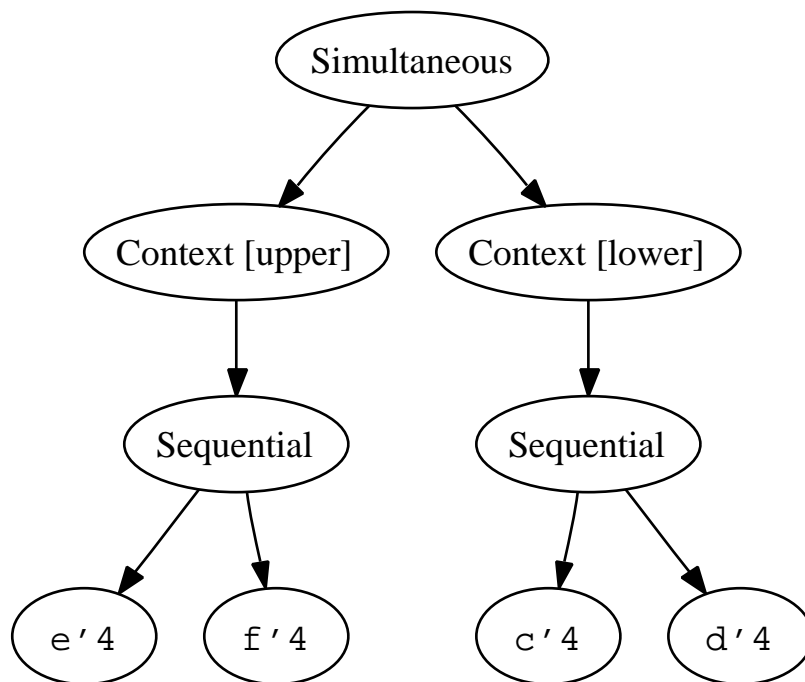 Simultaneous
Context [upper] Context [lower]
Sequential Sequential
e’4 f’4 c’4 d’4